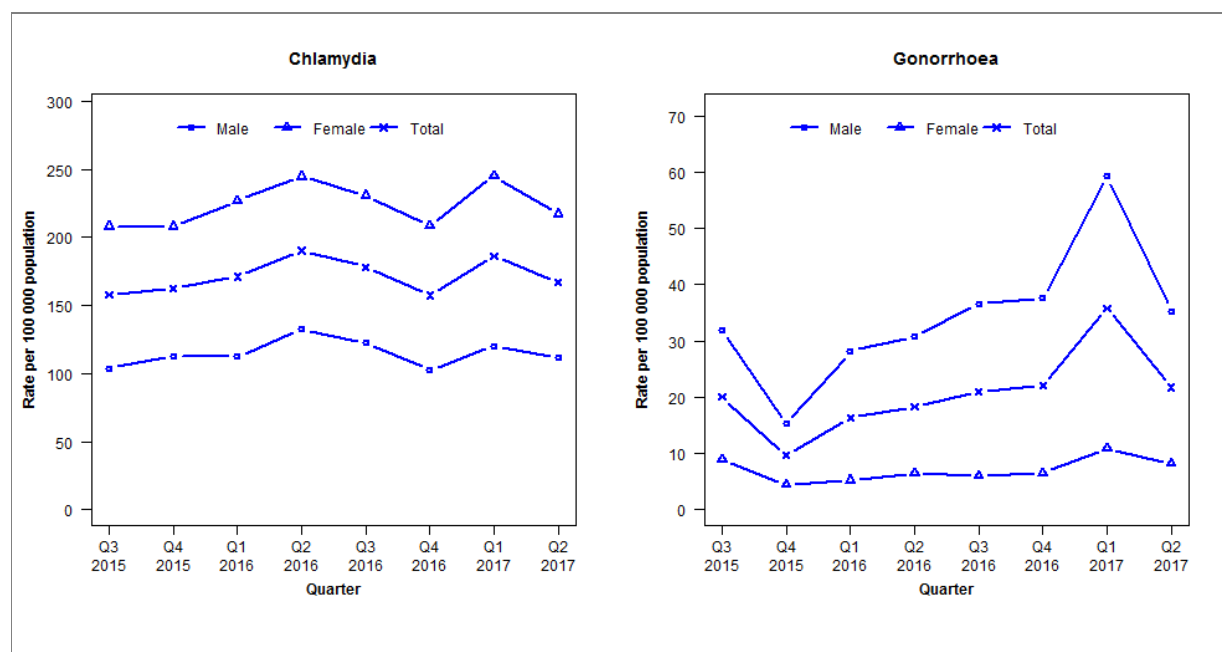 Chlamydia
Rate per 100 000 population
300
250
200
150
100
50
0
Male Female Total
Q3 Q4 Q1 Q2 Q3 Q4 Q1 Q2
2015 2015 2016 2016 2016 2016 2017 2017
Quarter
Gonorrhoea
Rate per 100 000 population
70
60
50
40
30
20
10
0
Male Female Total
Q3 Q4 Q1 Q2 Q3 Q4 Q1 Q2
2015 2015 2016 2016 2016 2016 2017 2017
Quarter